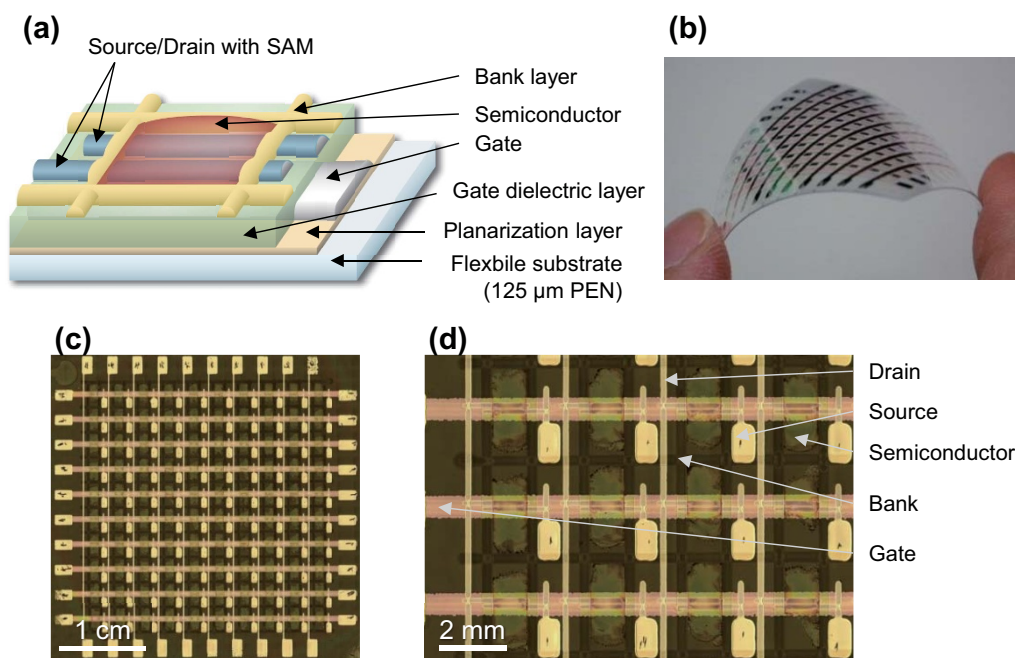 (a)
Source/Drain with SAM
Bank layer
Semiconductor
Gate
Gate dielectric layer
Planarization layer
Flexbile substrate
(125 µm PEN)
(b)
(c)
1 cm
(d)
Drain
Source
Semiconductor
Bank
Gate
2 mm